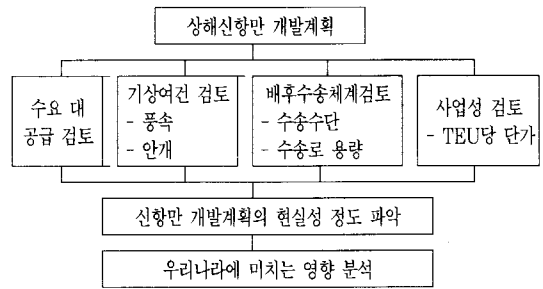 상해신항만 개발계획
수요 대
공급 검토
기상여건 검토
- 풍속
- 안개
배후수송체계검토
- 수송수단
- 수송로 용량
사업성 검토
- TEU당 단가
신항만 개발계획의 현실성 정도 파악
우리나라에 미치는 영향 분석